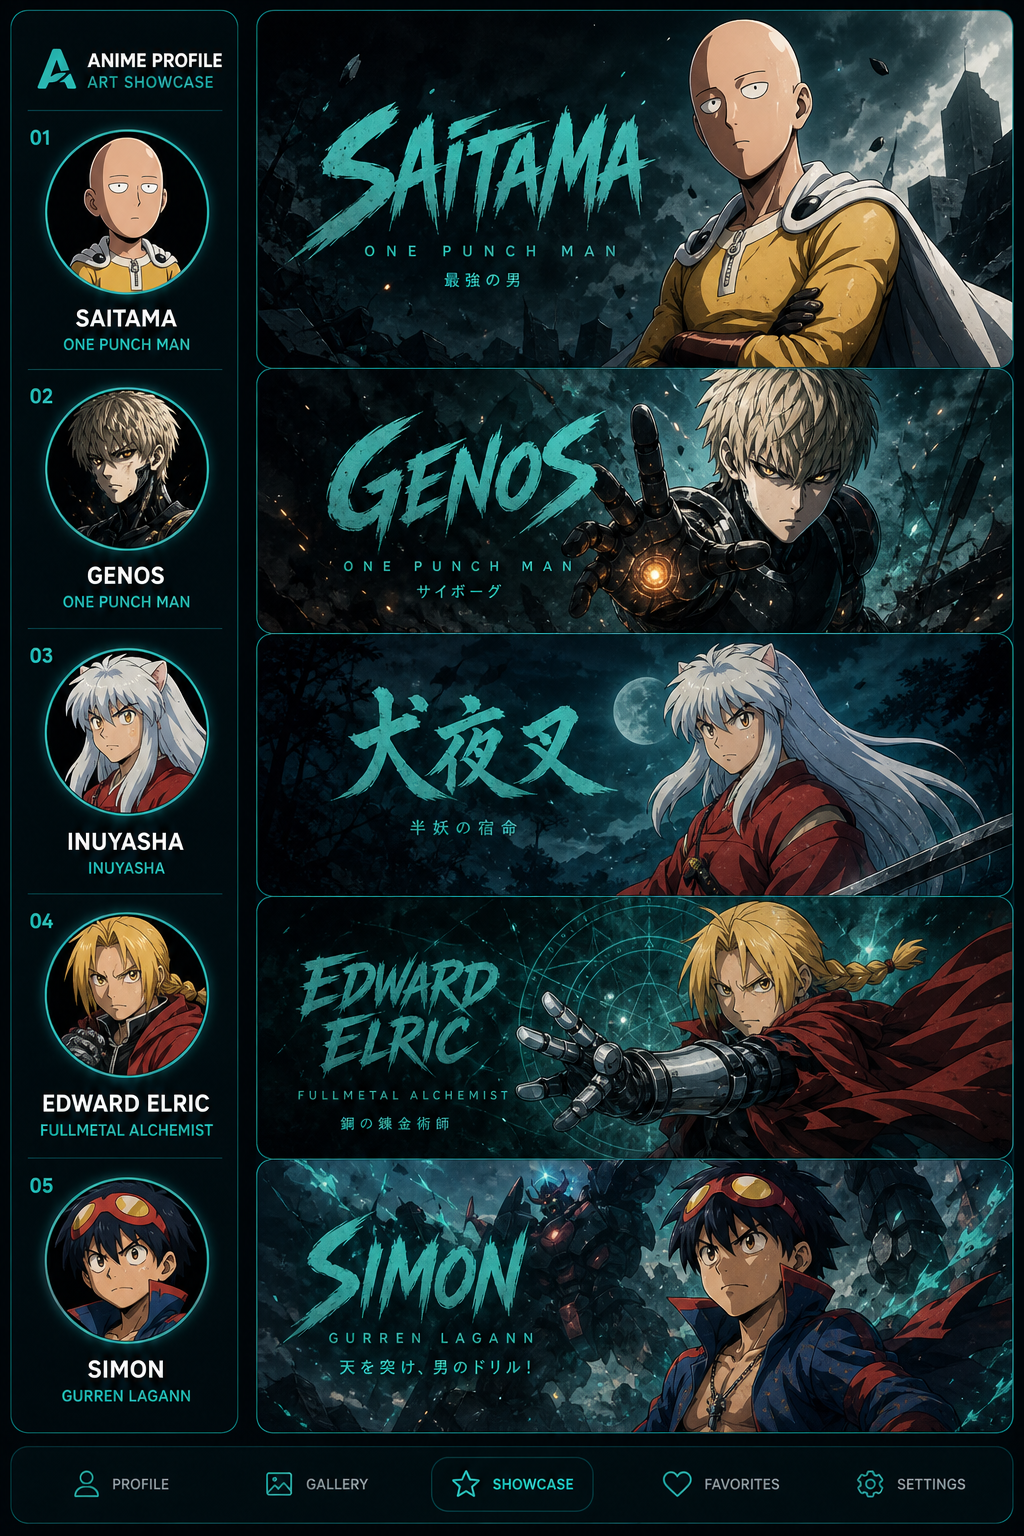 ANIME PROFILE
ART SHOWCASE
01
SAITAMA
ONE PUNCH MAN
02
GENOS
ONE PUNCH MAN
03
INUYASHA
INUYASHA
04
EDWARD ELRIC
FULLMETAL ALCHEMIST
05
SIMON
GURREN LAGANN
SAITAMA
ONE PUNCH MAN
最強の男
GENOS
ONE PUNCH MAN
サイボーグ
犬夜叉
半妖の宿命
EDWARD
ELRIC
FULLMETAL ALCHEMIST
鋼の錬金術師
SIMON
GURREN LAGANN
天を突け、男のドリル!
PROFILE
GALLERY
SHOWCASE
FAVORITES
SETTINGS